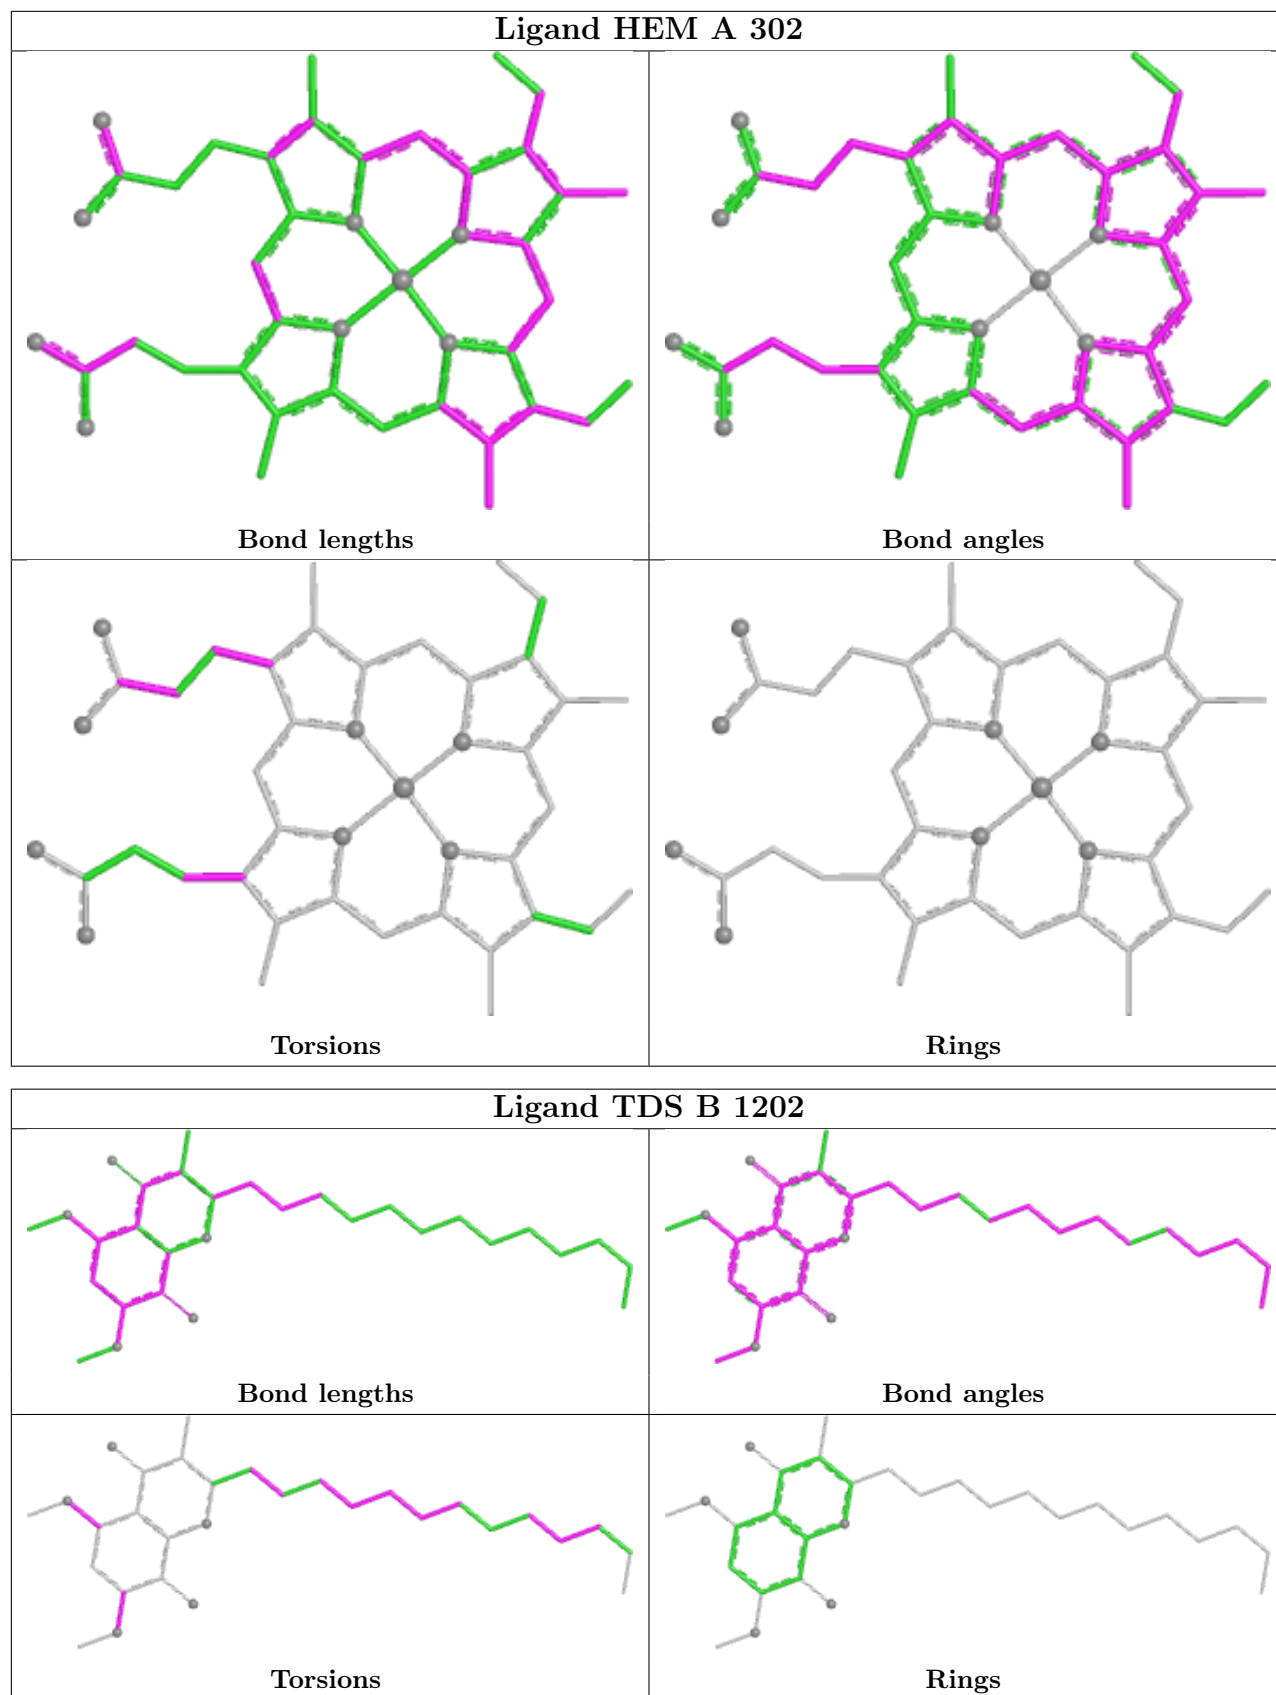 Ligand HEM A 302
Bond lengths
Bond angles
Torsions
Rings
Ligand TDS B 1202
Bond lengths
Bond angles
Torsions
Rings